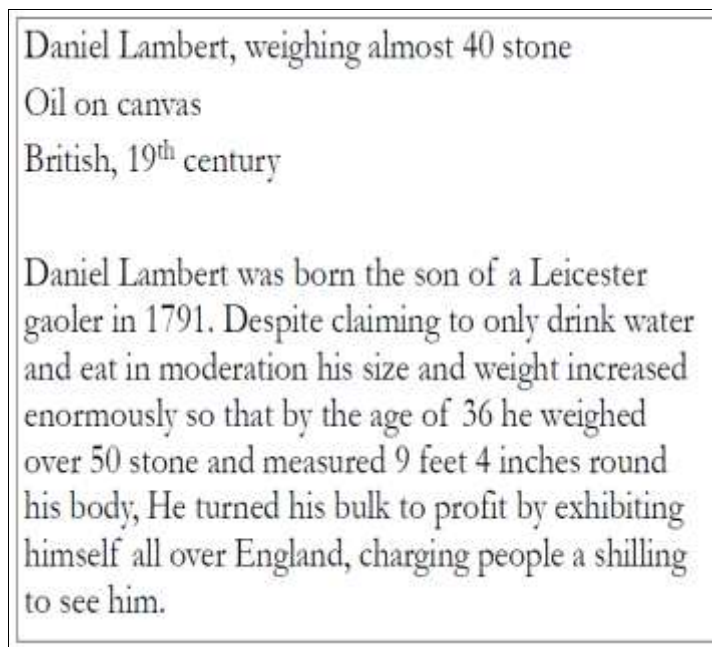 Daniel Lambert, weighing almost 40 stone
Oil on canvas
British, 19th century
Daniel Lambert was born the son of a Leicester
gaoler in 1791. Despite claiming to only drink water
and eat in moderation his size and weight increased
enormously so that by the age of 36 he weighed
over 50 stone and measured 9 feet 4 inches round
his body, He turned his bulk to profit by exhibiting
himself all over England, charging people a shilling
to see him.